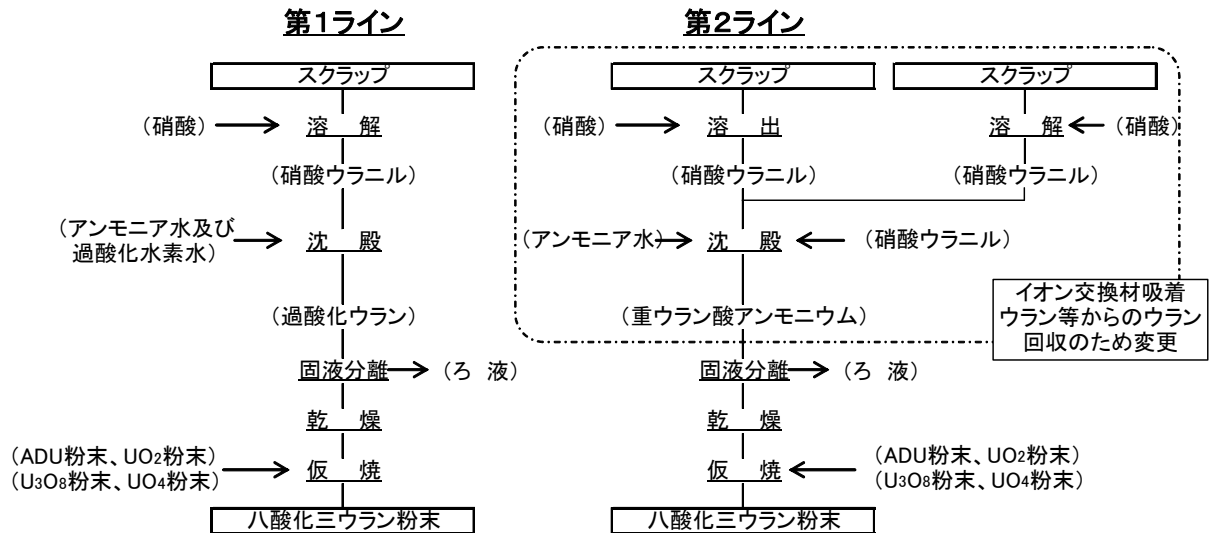 第1ライン
スクラップ
(硝酸)
溶 解
(硝酸ウラニル)
(アンモニア水及び
過酸化水素水)
沈 殿
(過酸化ウラン)
固液分離
(ろ 液)
乾 燥
(ADU粉末、UO2粉末)
(U3O8粉末、UO4粉末)
仮 焼
八酸化三ウラン粉末
第2ライン
スクラップ
スクラップ
(硝酸)
溶 出
溶 解
(硝酸)
(硝酸ウラニル)
(硝酸ウラニル)
(アンモニア水)
沈 殿
(硝酸ウラニル)
(重ウラン酸アンモニウム)
イオン交換材吸着
ウラン等からのウラン
回収のため変更
固液分離
(ろ 液)
乾 燥
仮 焼
(ADU粉末、UO2粉末)
(U3O8粉末、UO4粉末)
八酸化三ウラン粉末